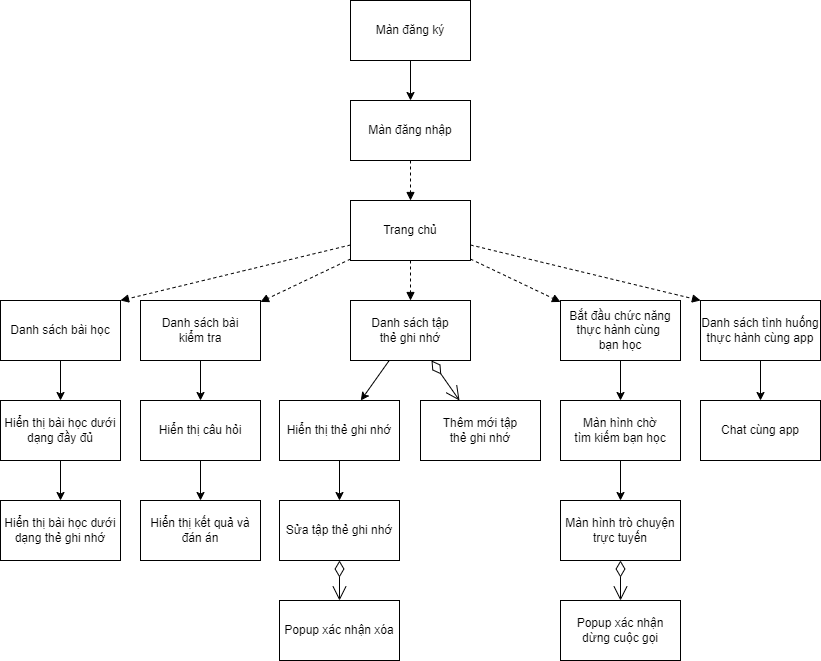 Màn đăng ký
Màn đăng nhập
Trang chủ
Danh sách bài học
Danh sách bài
kiểm tra
Danh sách tập
thẻ ghi nhớ
Bắt đầu chức năng
thực hành cùng
bạn học
Danh sách tình huống
thực hành cùng app
Hiển thị bài học dưới
dạng đầy đủ
Hiển thị câu hỏi
Hiển thị thẻ ghi nhớ
Thêm mới tập
thẻ ghi nhớ
Màn hình chờ
tìm kiếm bạn học
Chat cùng app
Hiển thị bài học dưới
dạng thẻ ghi nhớ
Hiển thị kết quả và
đán án
Sửa tập thẻ ghi nhớ
Màn hình trò chuyện
trực tuyến
Popup xác nhận xóa
Popup xác nhận
dừng cuộc gọi